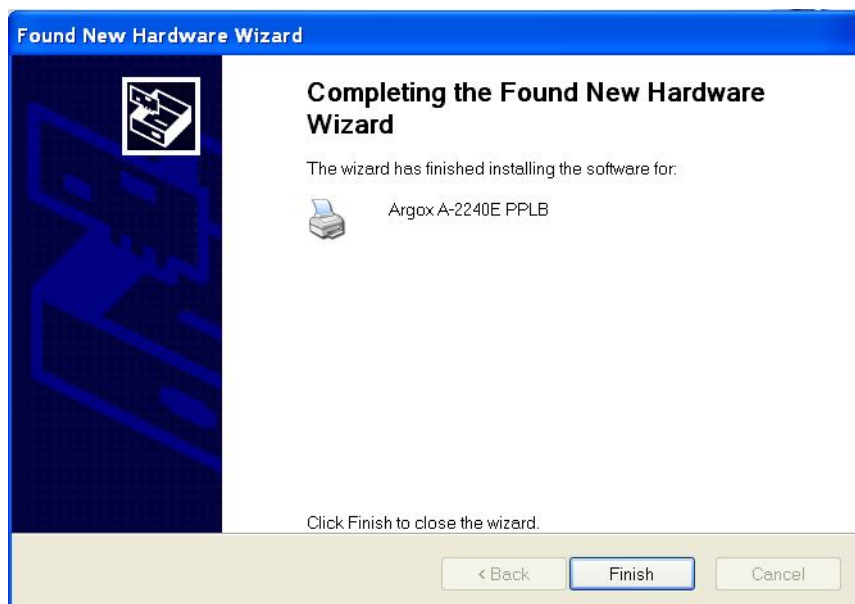 Found New Hardware Wizard
Completing the Found New Hardware
Wizard
The wizard has finished installing the software for:
Argox A-2240E PPLB
Click Finish to close the wizard.
< Back
Finish
Cancel